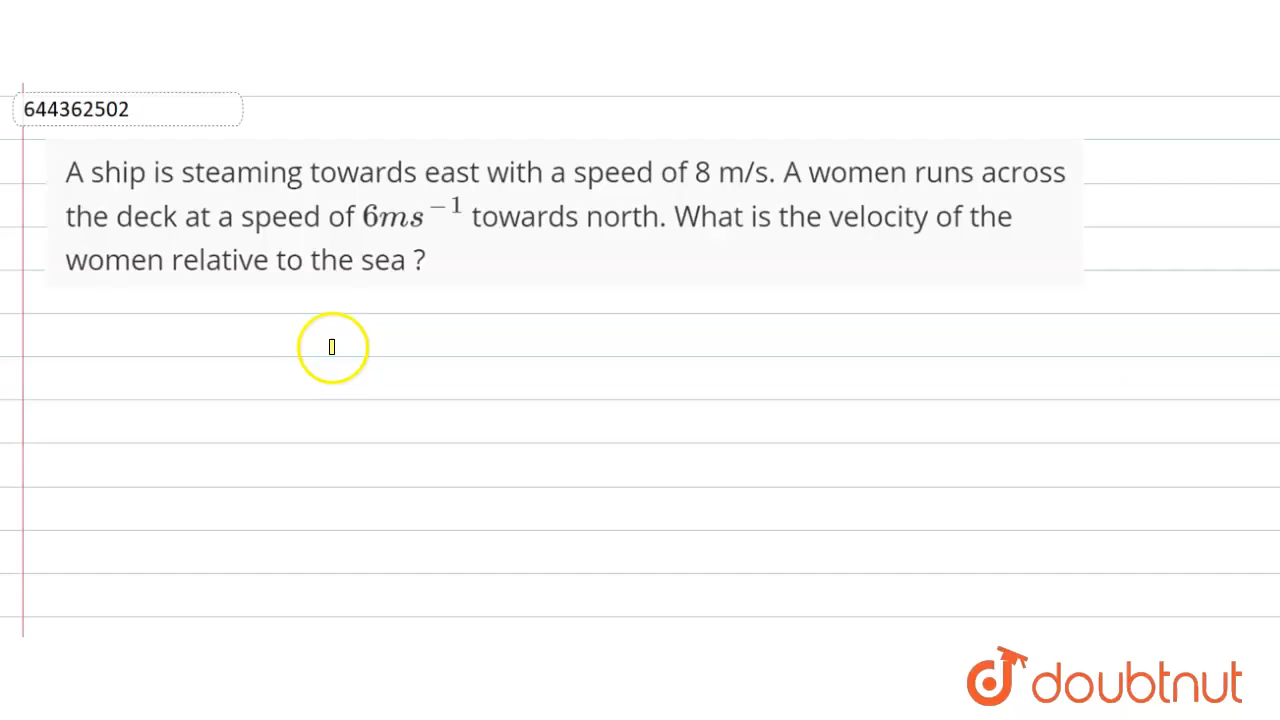 644362502
A ship is steaming towards east with a speed of 8 m/s. A women runs across
the deck at a speed of $6ms^{-1}$ towards north. What is the velocity of the
women relative to the sea ?
doubtnut